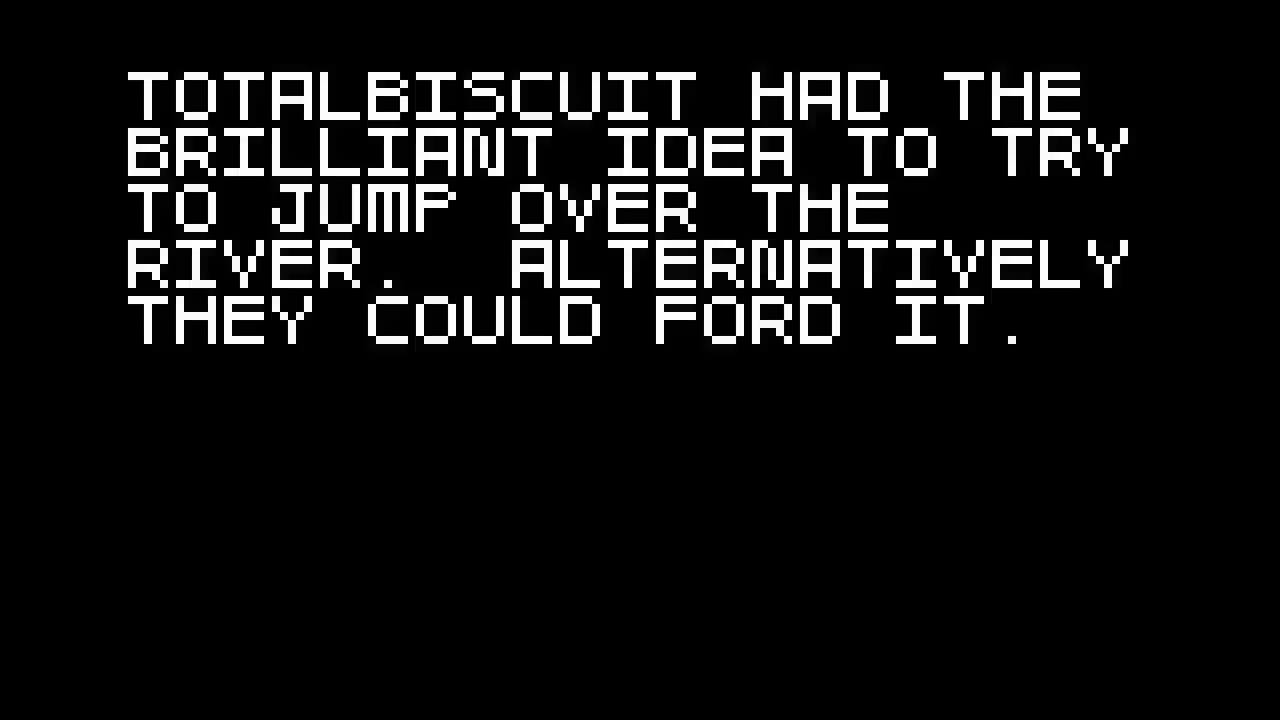 TOTALBISCUIT HAD THE
BRILLIANT IDEA TO TRY
TO JUMP OVER THE
RIVER.  ALTERNATIVELY
THEY COULD FORD IT.